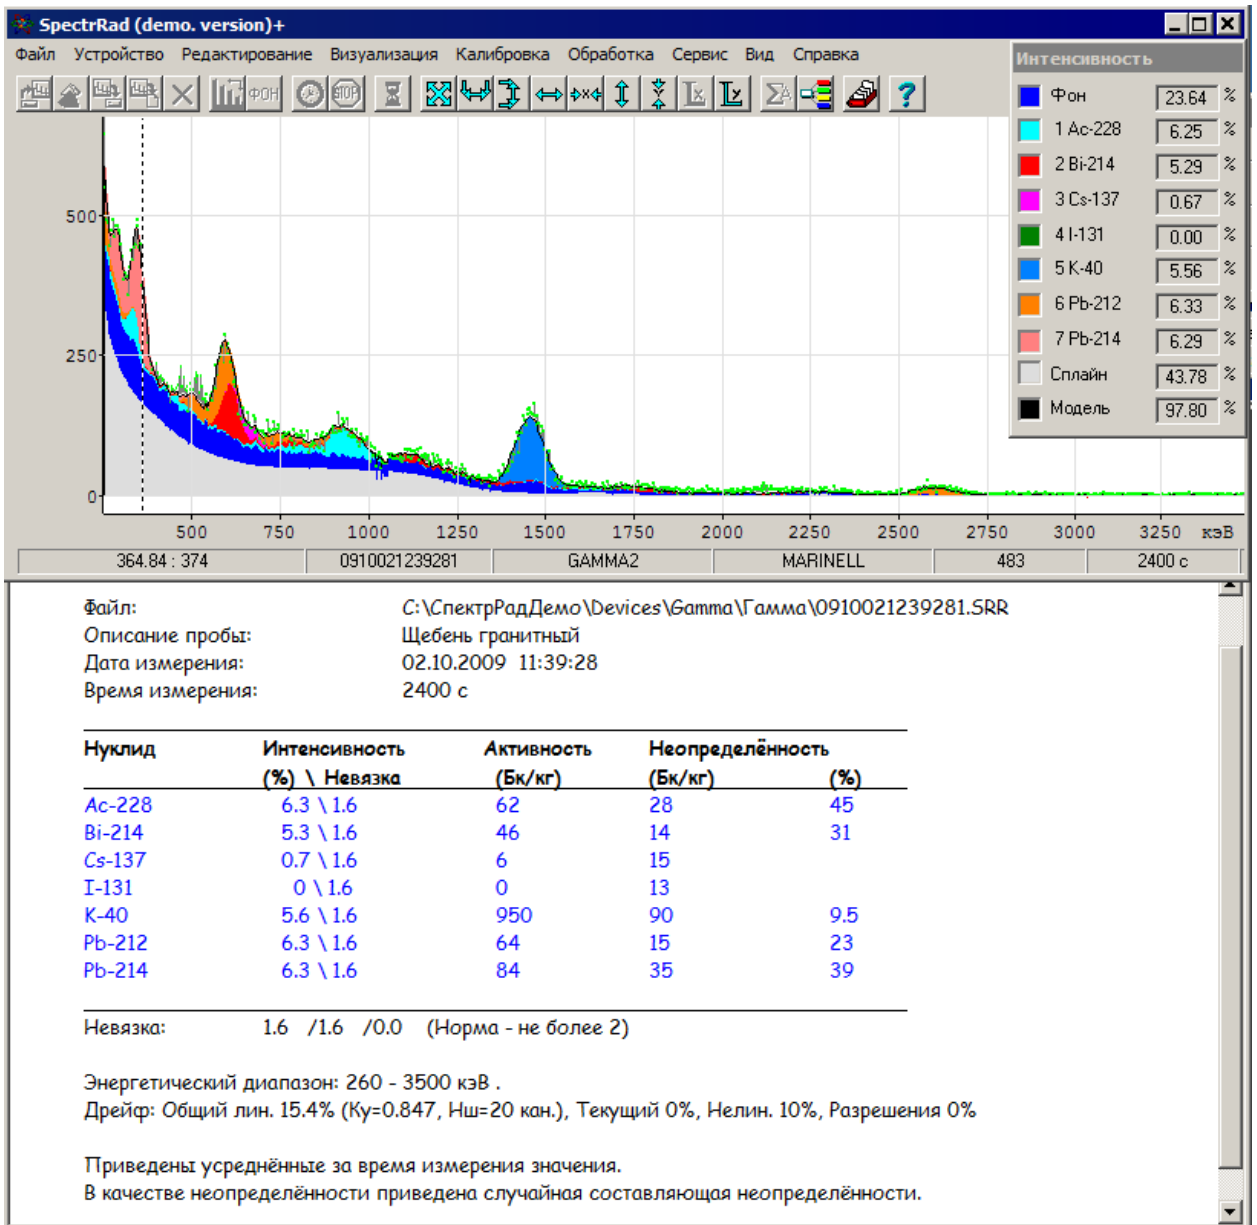 SpectrRad (demo. version)+
Файл Устройство Редактирование Визуализация Калибровка Обработка Сервис Вид Справка
ФОН STOP
Интенсивность
Фон 23.64 %
1 Ac-228 6.25 %
2 Bi-214 5.29 %
3 Cs-137 0.67 %
4 I-131 0.00 %
5 K-40 5.56 %
6 Pb-212 6.33 %
7 Pb-214 6.29 %
Сплайн 43.78 %
Модель 97.80 %
500
250
0
500 750 1000 1250 1500 1750 2000 2250 2500 2750 3000 3250 кэВ
364.84 : 374 0910021239281 GAMMA2 MARINELL 483 2400 с
Файл: C:\СпектрРадДемо\Devices\Gamma\Гамма\0910021239281.SRR
Описание пробы: Щебень гранитный
Дата измерения: 02.10.2009 11:39:28
Время измерения: 2400 с
Нуклид Интенсивность Активность Неопределённость
(%) \ Невязка (Бк/кг) (Бк/кг) (%)
Ac-228 6.3 \ 1.6 62 28 45
Bi-214 5.3 \ 1.6 46 14 31
Cs-137 0.7 \ 1.6 6 15
I-131 0 \ 1.6 0 13
K-40 5.6 \ 1.6 950 90 9.5
Pb-212 6.3 \ 1.6 64 15 23
Pb-214 6.3 \ 1.6 84 35 39
Невязка: 1.6 /1.6 /0.0 (Норма - не более 2)
Энергетический диапазон: 260 - 3500 кэВ .
Дрейф: Общий лин. 15.4% (Ку=0.847, Нш=20 кан.), Текущий 0%, Нелин. 10%, Разрешения 0%
Приведены усреднённые за время измерения значения.
В качестве неопределённости приведена случайная составляющая неопределённости.